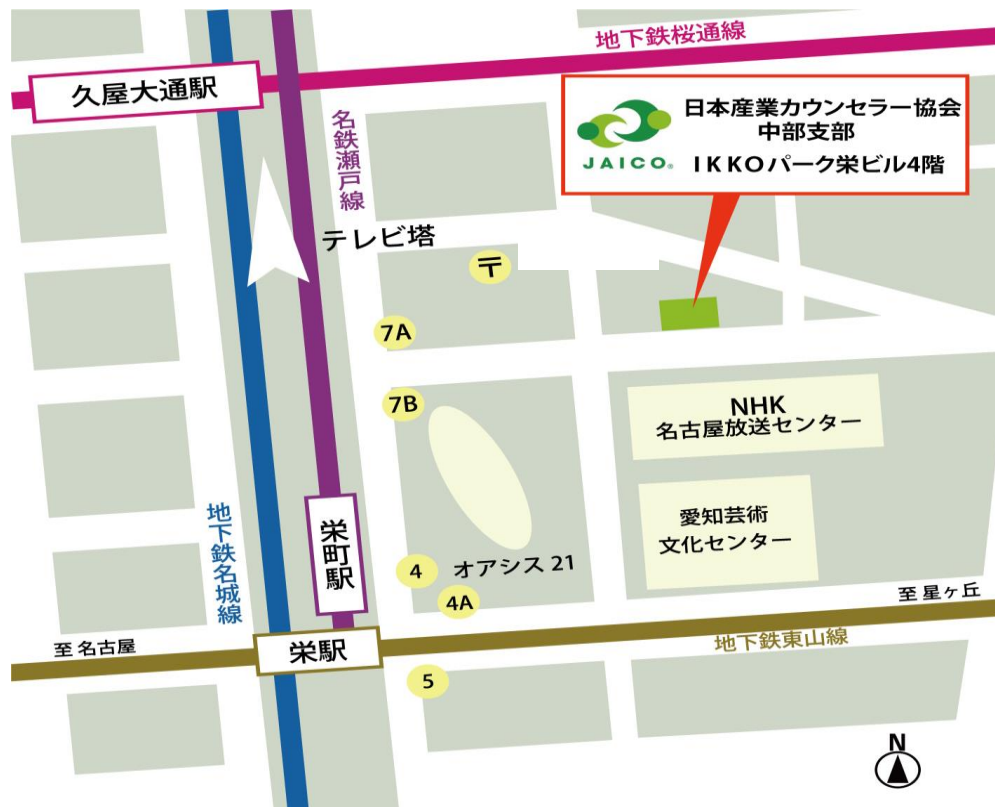 地下鉄桜通線
久屋大通駅
日本産業カウンセラー協会
中部支部
JAICO®
IKKOパーク栄ビル4階
名鉄瀬戸線
テレビ塔
〒
7A
7B
NHK
名古屋放送センター
地下鉄名城線
栄町駅
愛知芸術
文化センター
4
オアシス 21
4A
至 星ヶ丘
至 名古屋
栄駅
地下鉄東山線
5
N